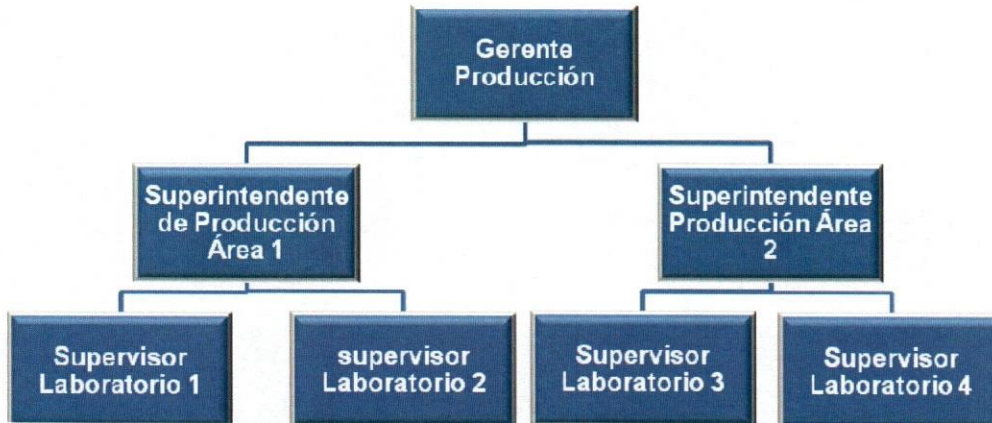 Gerente
Producción
Superintendente
de Producción
Área 1
Superintendente
Producción Área
2
Supervisor
Laboratorio 1
supervisor
Laboratorio 2
Supervisor
Laboratorio 3
Supervisor
Laboratorio 4